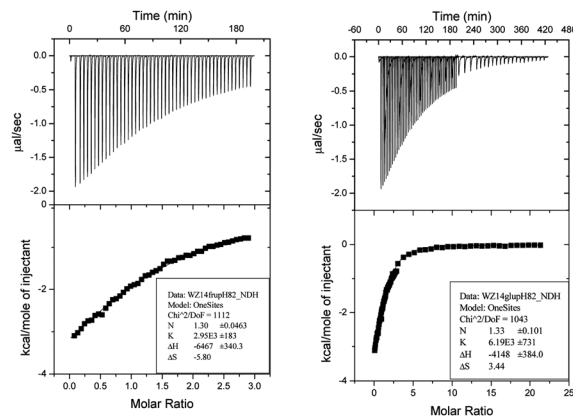 Time (min)
0 60 120 180
0.0
-0.5
-1.0
-1.5
-2.0
µal/sec
0
-2
-4
kcal/mole of injectant
Data: WZ14frupH82_NDH
Model: OneSites
Chi^2/DoF = 1112
N 1.30 ±0.0463
K 2.95E3 ±183
ΔH -6467 ±340.3
ΔS -5.80
0.0 0.5 1.0 1.5 2.0 2.5 3.0
Molar Ratio
Time (min)
-60 0 60 120 180 240 300 360 420 480
0.0
-0.5
-1.0
-1.5
-2.0
µal/sec
0
-2
-4
kcal/mole of injectant
Data: WZ14glupH82_NDH
Model: OneSites
Chi^2/DoF = 1043
N 1.33 ±0.101
K 6.19E3 ±731
ΔH -4148 ±384.0
ΔS 3.44
0 5 10 15 20 25
Molar Ratio